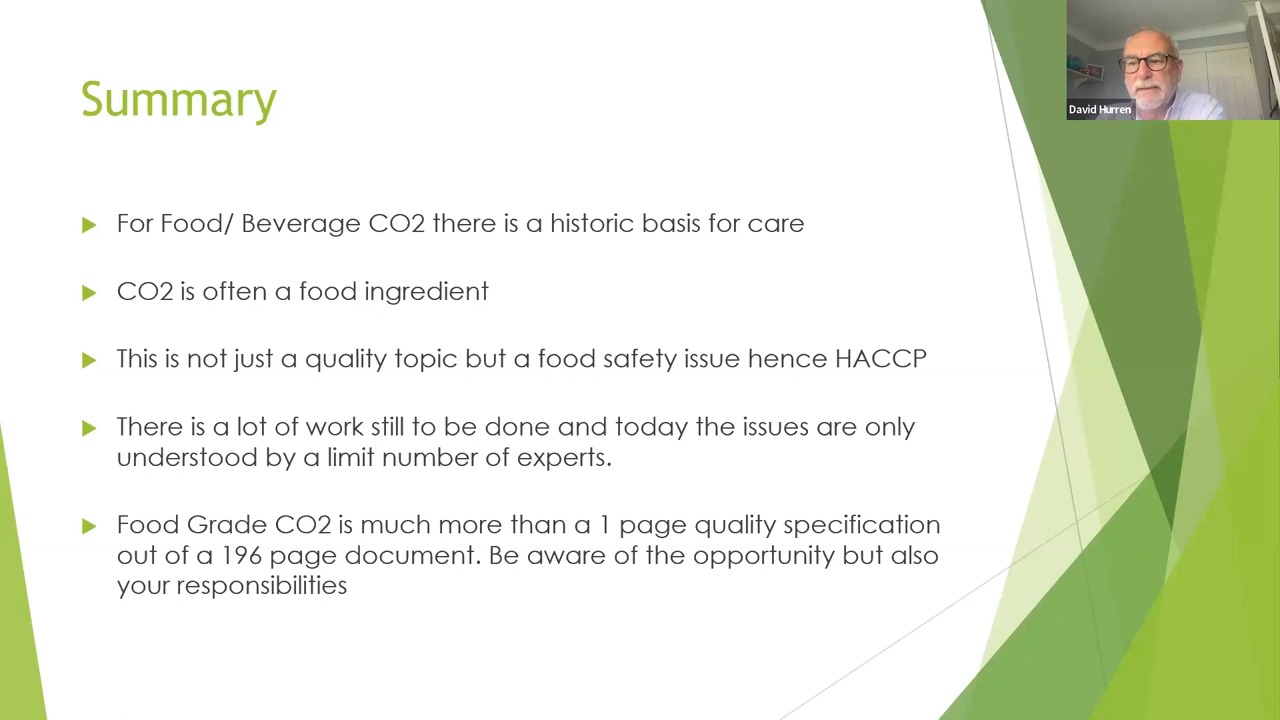 Summary
David Hurren
For Food/ Beverage CO2 there is a historic basis for care
CO2 is often a food ingredient
This is not just a quality topic but a food safety issue hence HACCP
There is a lot of work still to be done and today the issues are only
understood by a limit number of experts.
Food Grade CO2 is much more than a 1 page quality specification
out of a 196 page document. Be aware of the opportunity but also
your responsibilities